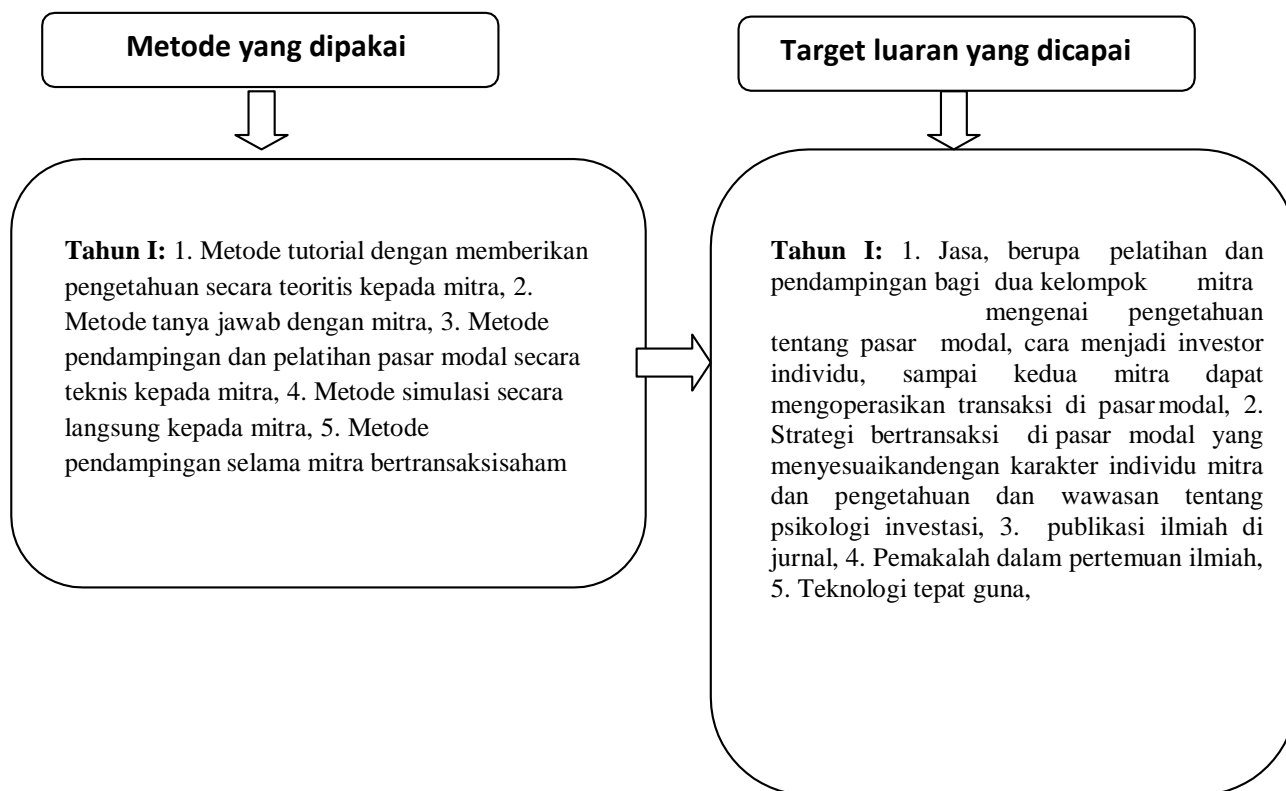 Metode yang dipakai
Target luaran yang dicapai
Tahun I: 1. Metode tutorial dengan memberikan
pengetahuan secara teoritis kepada mitra, 2.
Metode tanya jawab dengan mitra, 3. Metode
pendampingan dan pelatihan pasar modal secara
teknis kepada mitra, 4. Metode simulasi secara
langsung kepada mitra, 5. Metode
pendampingan selama mitra bertransaksisaham
Tahun I: 1. Jasa, berupa pelatihan dan
pendampingan bagi dua kelompok mitra
mengenai pengetahuan
tentang pasar modal, cara menjadi investor
individu, sampai kedua mitra dapat
mengoperasikan transaksi di pasar modal, 2.
Strategi bertransaksi di pasar modal yang
menyesuaikandengan karakter individu mitra
dan pengetahuan dan wawasan tentang
psikologi investasi, 3. publikasi ilmiah di
jurnal, 4. Pemakalah dalam pertemuan ilmiah,
5. Teknologi tepat guna,